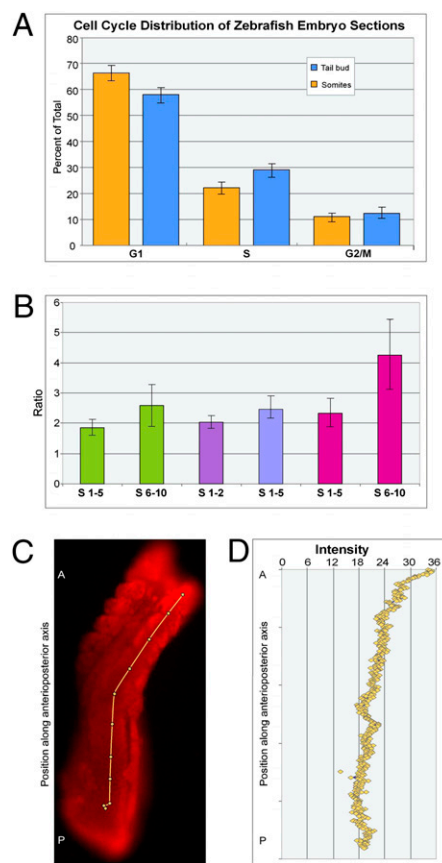 A
Cell Cycle Distribution of Zebrafish Embryo Sections
Percent of Total
80
70
60
50
40
30
20
10
0
Tail bud
Somites
G1 S G2/M
B
Ratio
6
5
4
3
2
1
0
S 1-5 S 6-10 S 1-2 S 1-5 S 1-5 S 6-10
C
Position along anterioposterior axis
A
P
D
Intensity
0 6 12 18 24 30 36
A
Position along anterioposterior axis
P